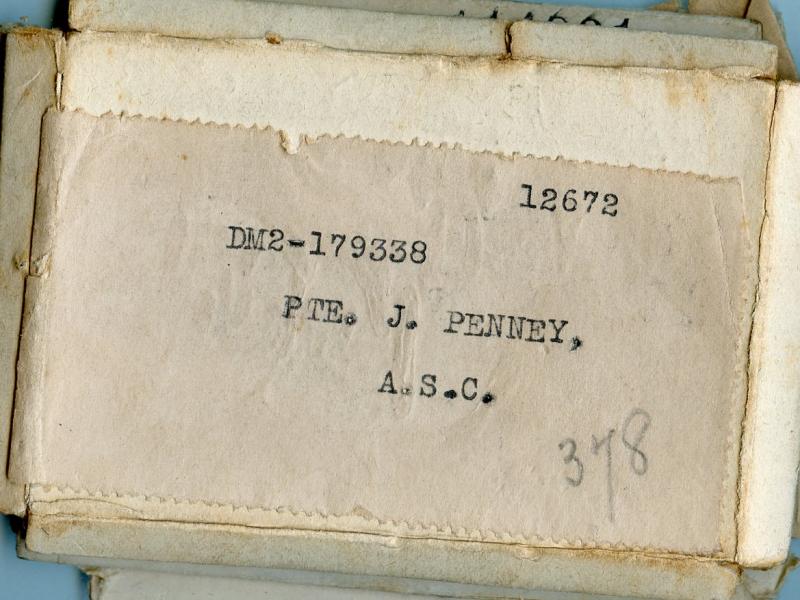 12672
DM2-179338
PTE. J. PENNEY,
A.S.C.
378